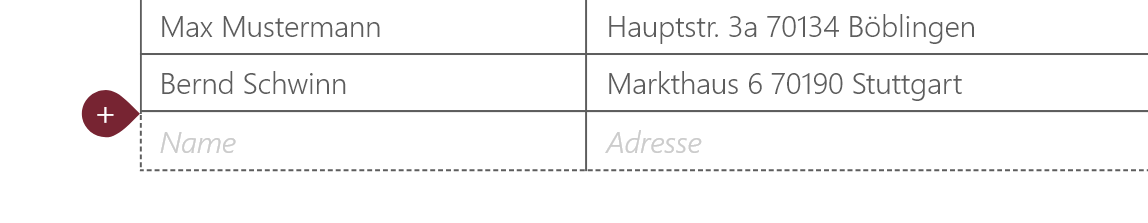 Max Mustermann Hauptstr. 3a 70134 Böblingen
Bernd Schwinn Markthaus 6 70190 Stuttgart
+
Name Adresse